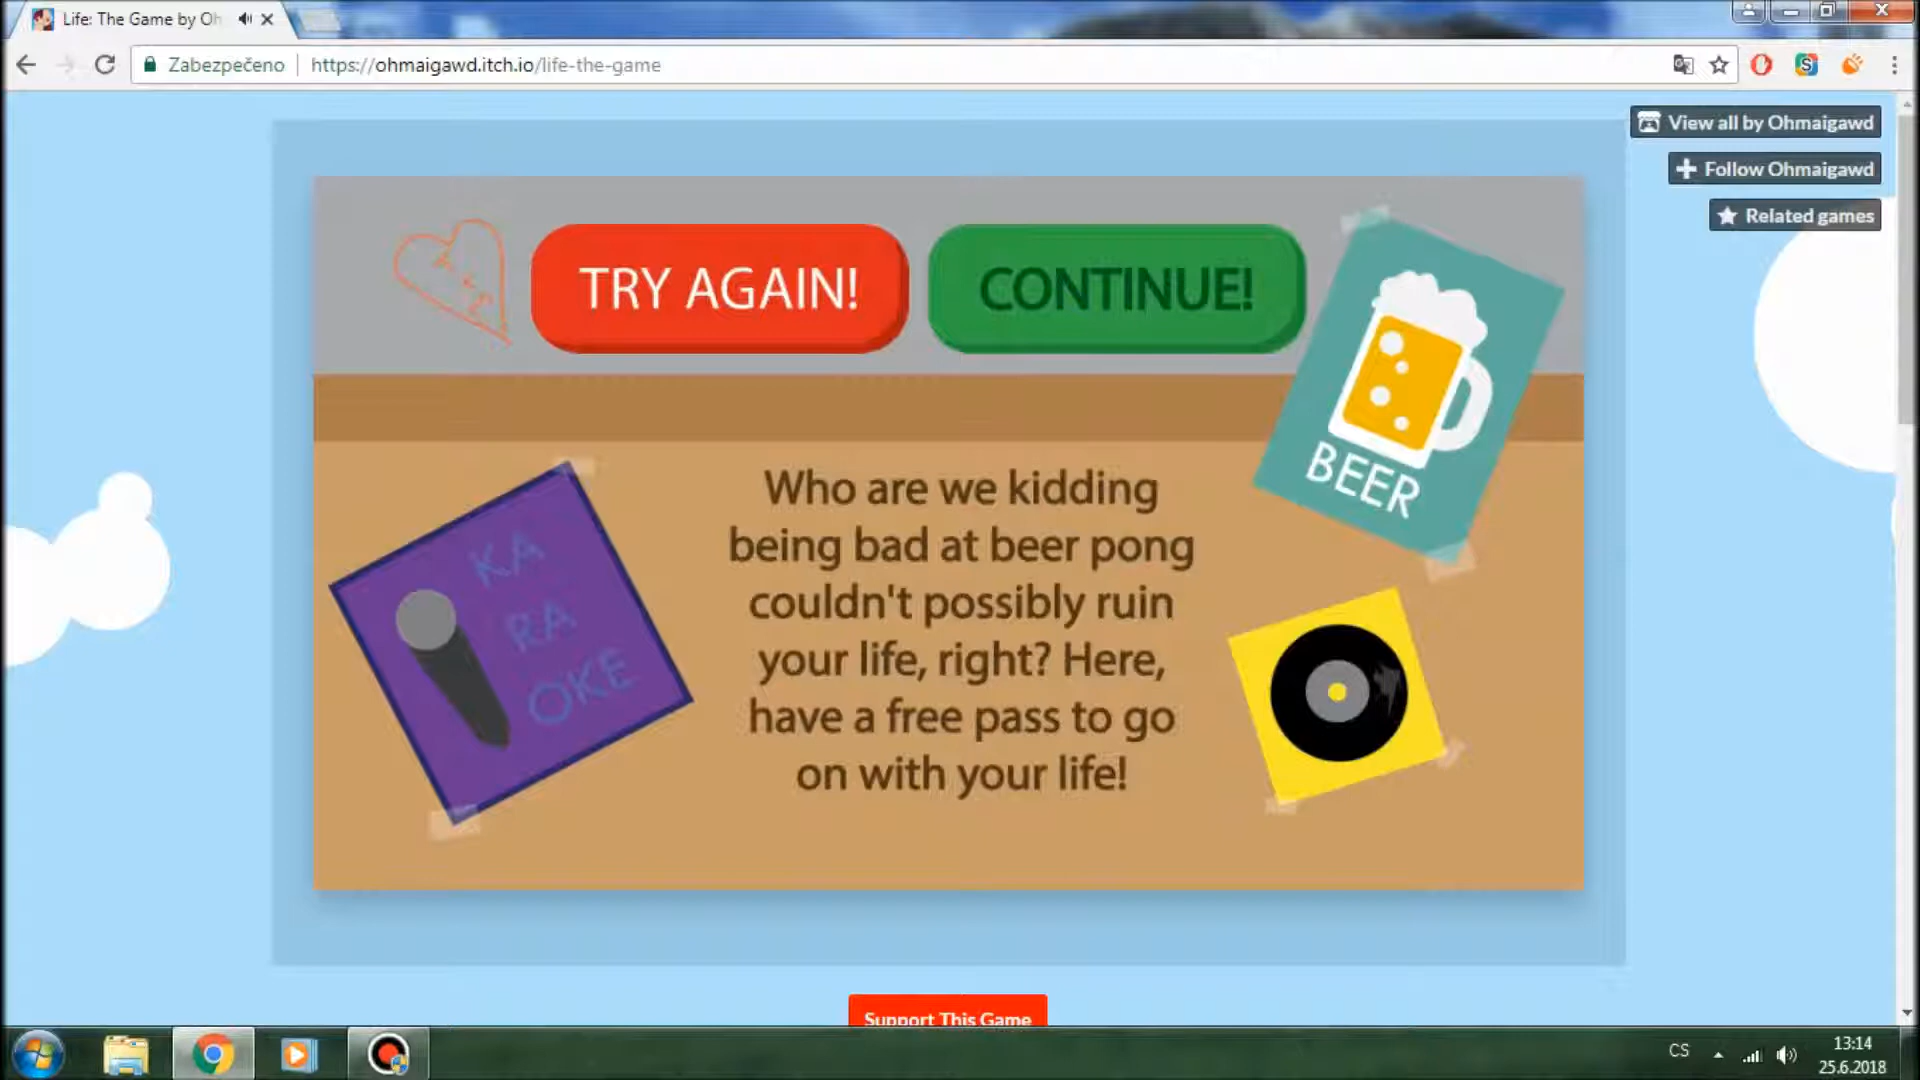 Life: The Game by Oh
Zabezpečeno
https://ohmaigawd.itch.io/life-the-game
View all by Ohmaigawd
Follow Ohmaigawd
Related games
TRY AGAIN!
CONTINUE!
BEER
KA
RA
OKE
Who are we kidding
being bad at beer pong
couldn't possibly ruin
your life, right? Here,
have a free pass to go
on with your life!
Support This Game
CS
13:14
25.6.2018